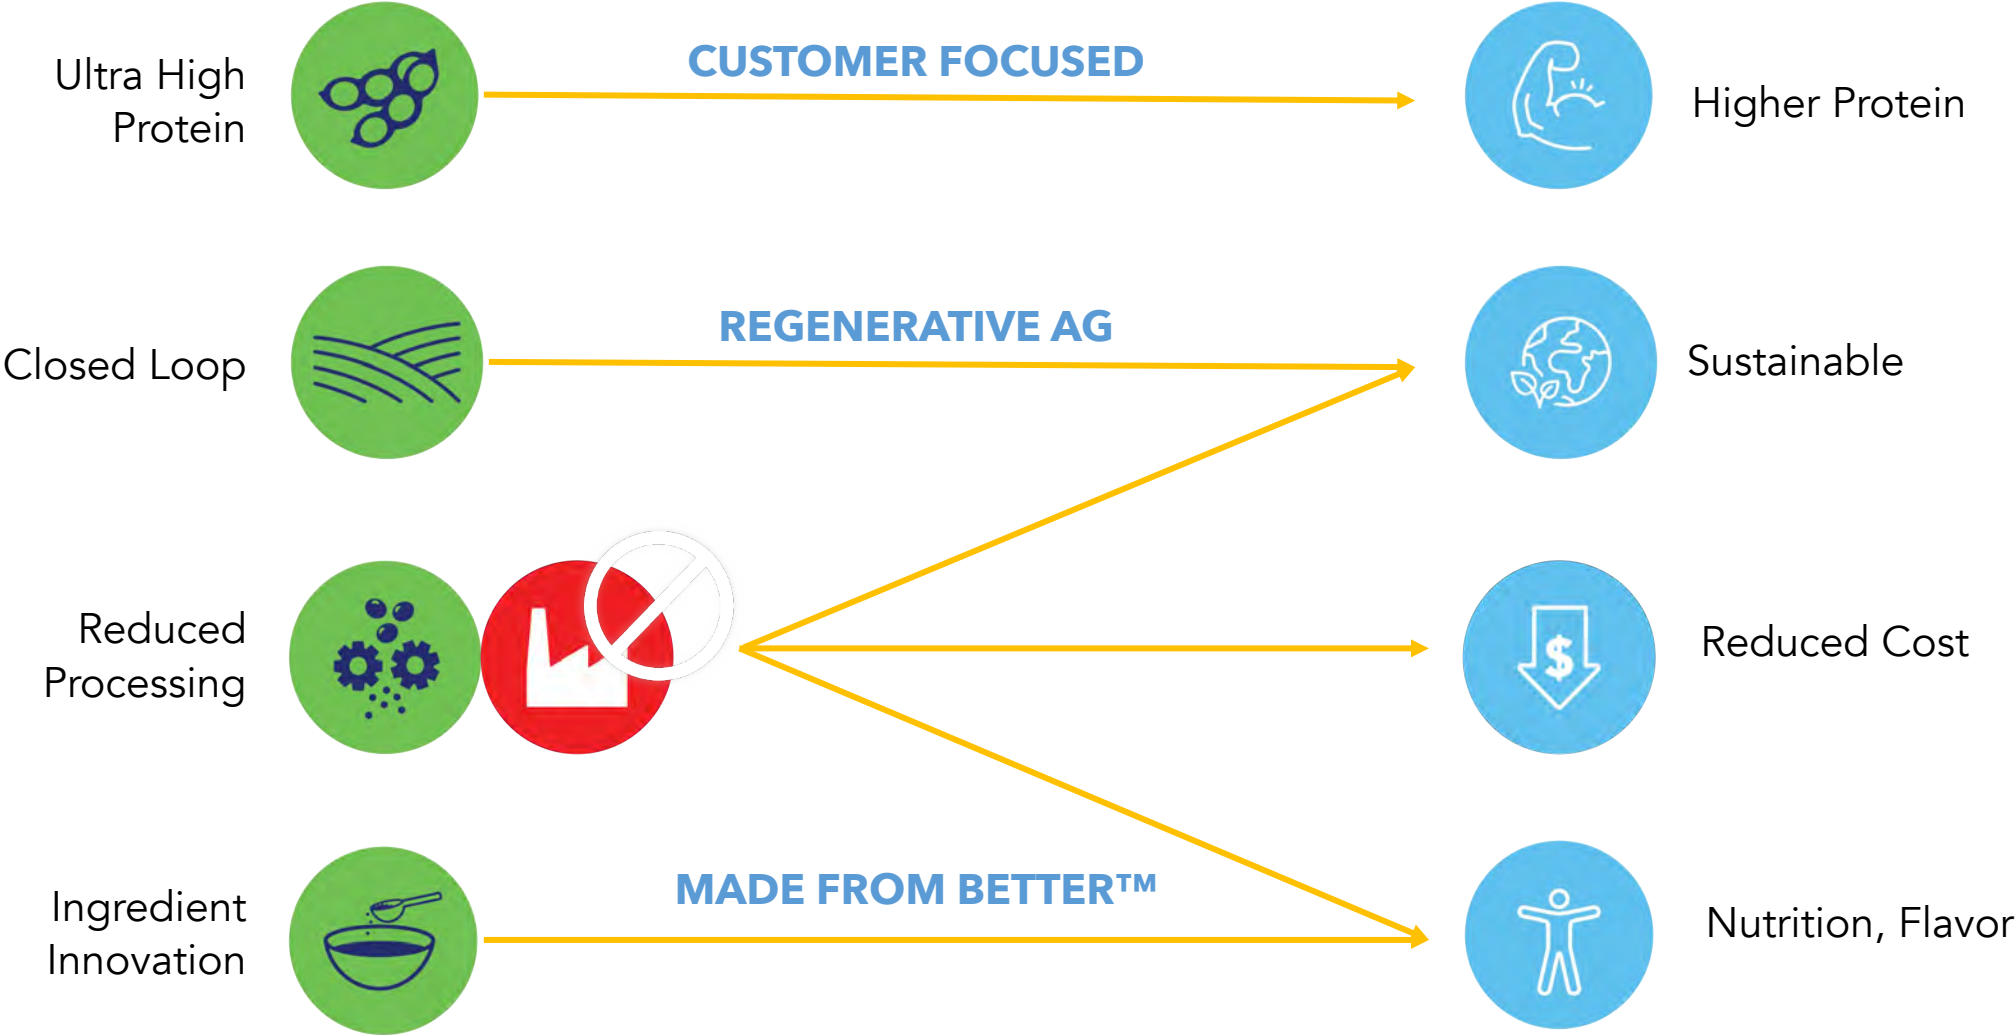 Ultra High
Protein
CUSTOMER FOCUSED
Higher Protein
Closed Loop
REGENERATIVE AG
Sustainable
Reduced
Processing
$
Reduced Cost
Ingredient
Innovation
MADE FROM BETTER™
Nutrition, Flavor